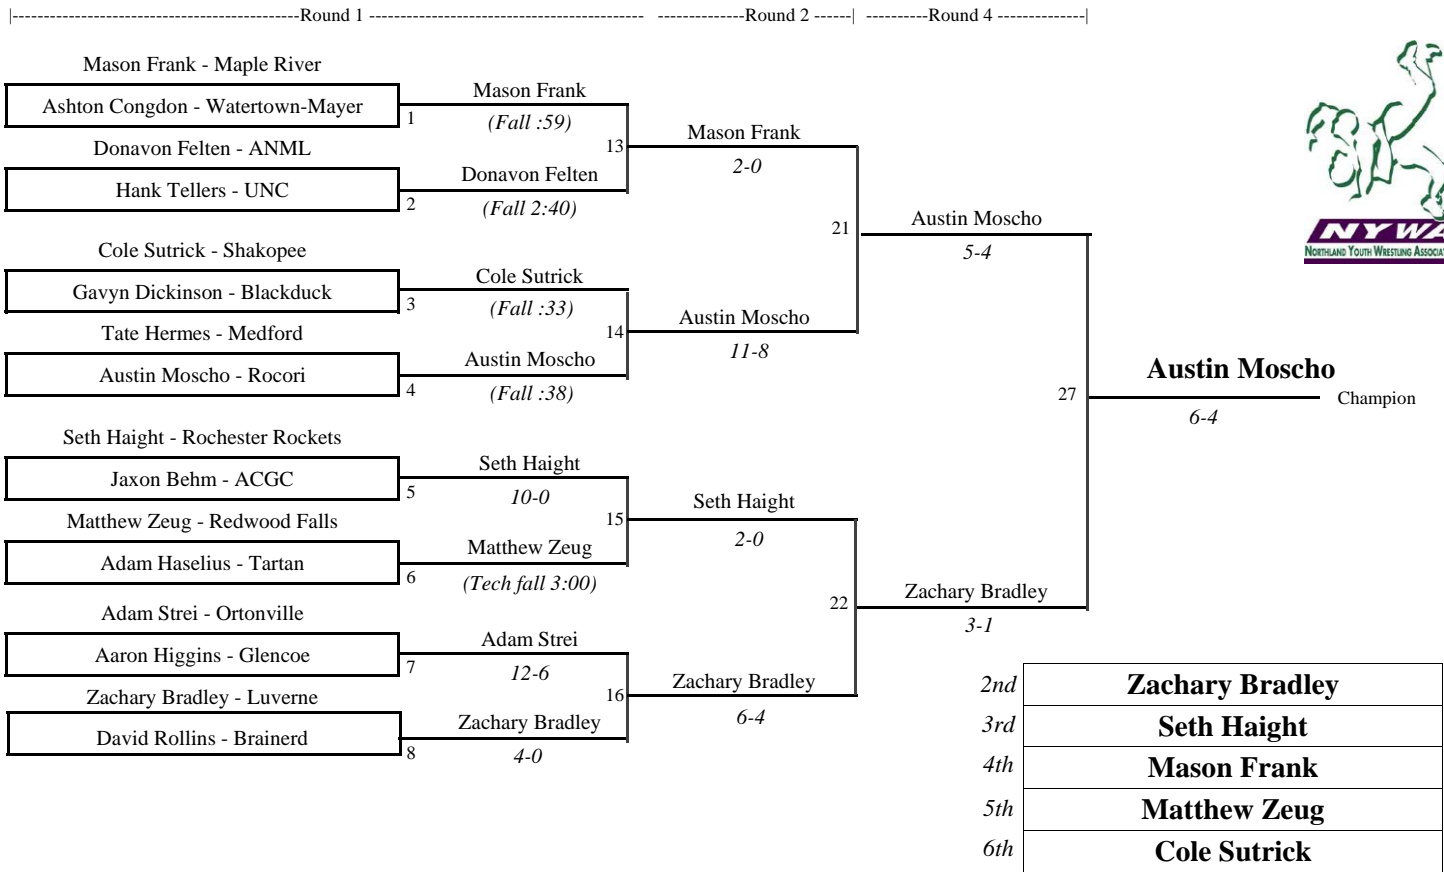 |----------------------------------------------Round 1 --------------------------------------------- --------------Round 2 ------| ----------Round 4 --------------|
Mason Frank - Maple River
Ashton Congdon - Watertown-Mayer
1
Mason Frank
(Fall :59)
Donavon Felten - ANML
Hank Tellers - UNC
2
Donavon Felten
(Fall 2:40)
13
Mason Frank
2-0
Cole Sutrick - Shakopee
Gavyn Dickinson - Blackduck
3
Cole Sutrick
(Fall :33)
Tate Hermes - Medford
Austin Moscho - Rocori
4
Austin Moscho
(Fall :38)
14
Austin Moscho
11-8
21
Austin Moscho
5-4
Seth Haight - Rochester Rockets
Jaxon Behm - ACGC
5
Seth Haight
10-0
Matthew Zeug - Redwood Falls
Adam Haselius - Tartan
6
Matthew Zeug
(Tech fall 3:00)
15
Seth Haight
2-0
Adam Strei - Ortonville
Aaron Higgins - Glencoe
7
Adam Strei
12-6
Zachary Bradley - Luverne
David Rollins - Brainerd
8
Zachary Bradley
4-0
16
Zachary Bradley
6-4
22
Zachary Bradley
3-1
27
Austin Moscho
6-4
Champion
NYWA
NORTHLAND YOUTH WRESTLING ASSOCIA
2nd Zachary Bradley
3rd Seth Haight
4th Mason Frank
5th Matthew Zeug
6th Cole Sutrick